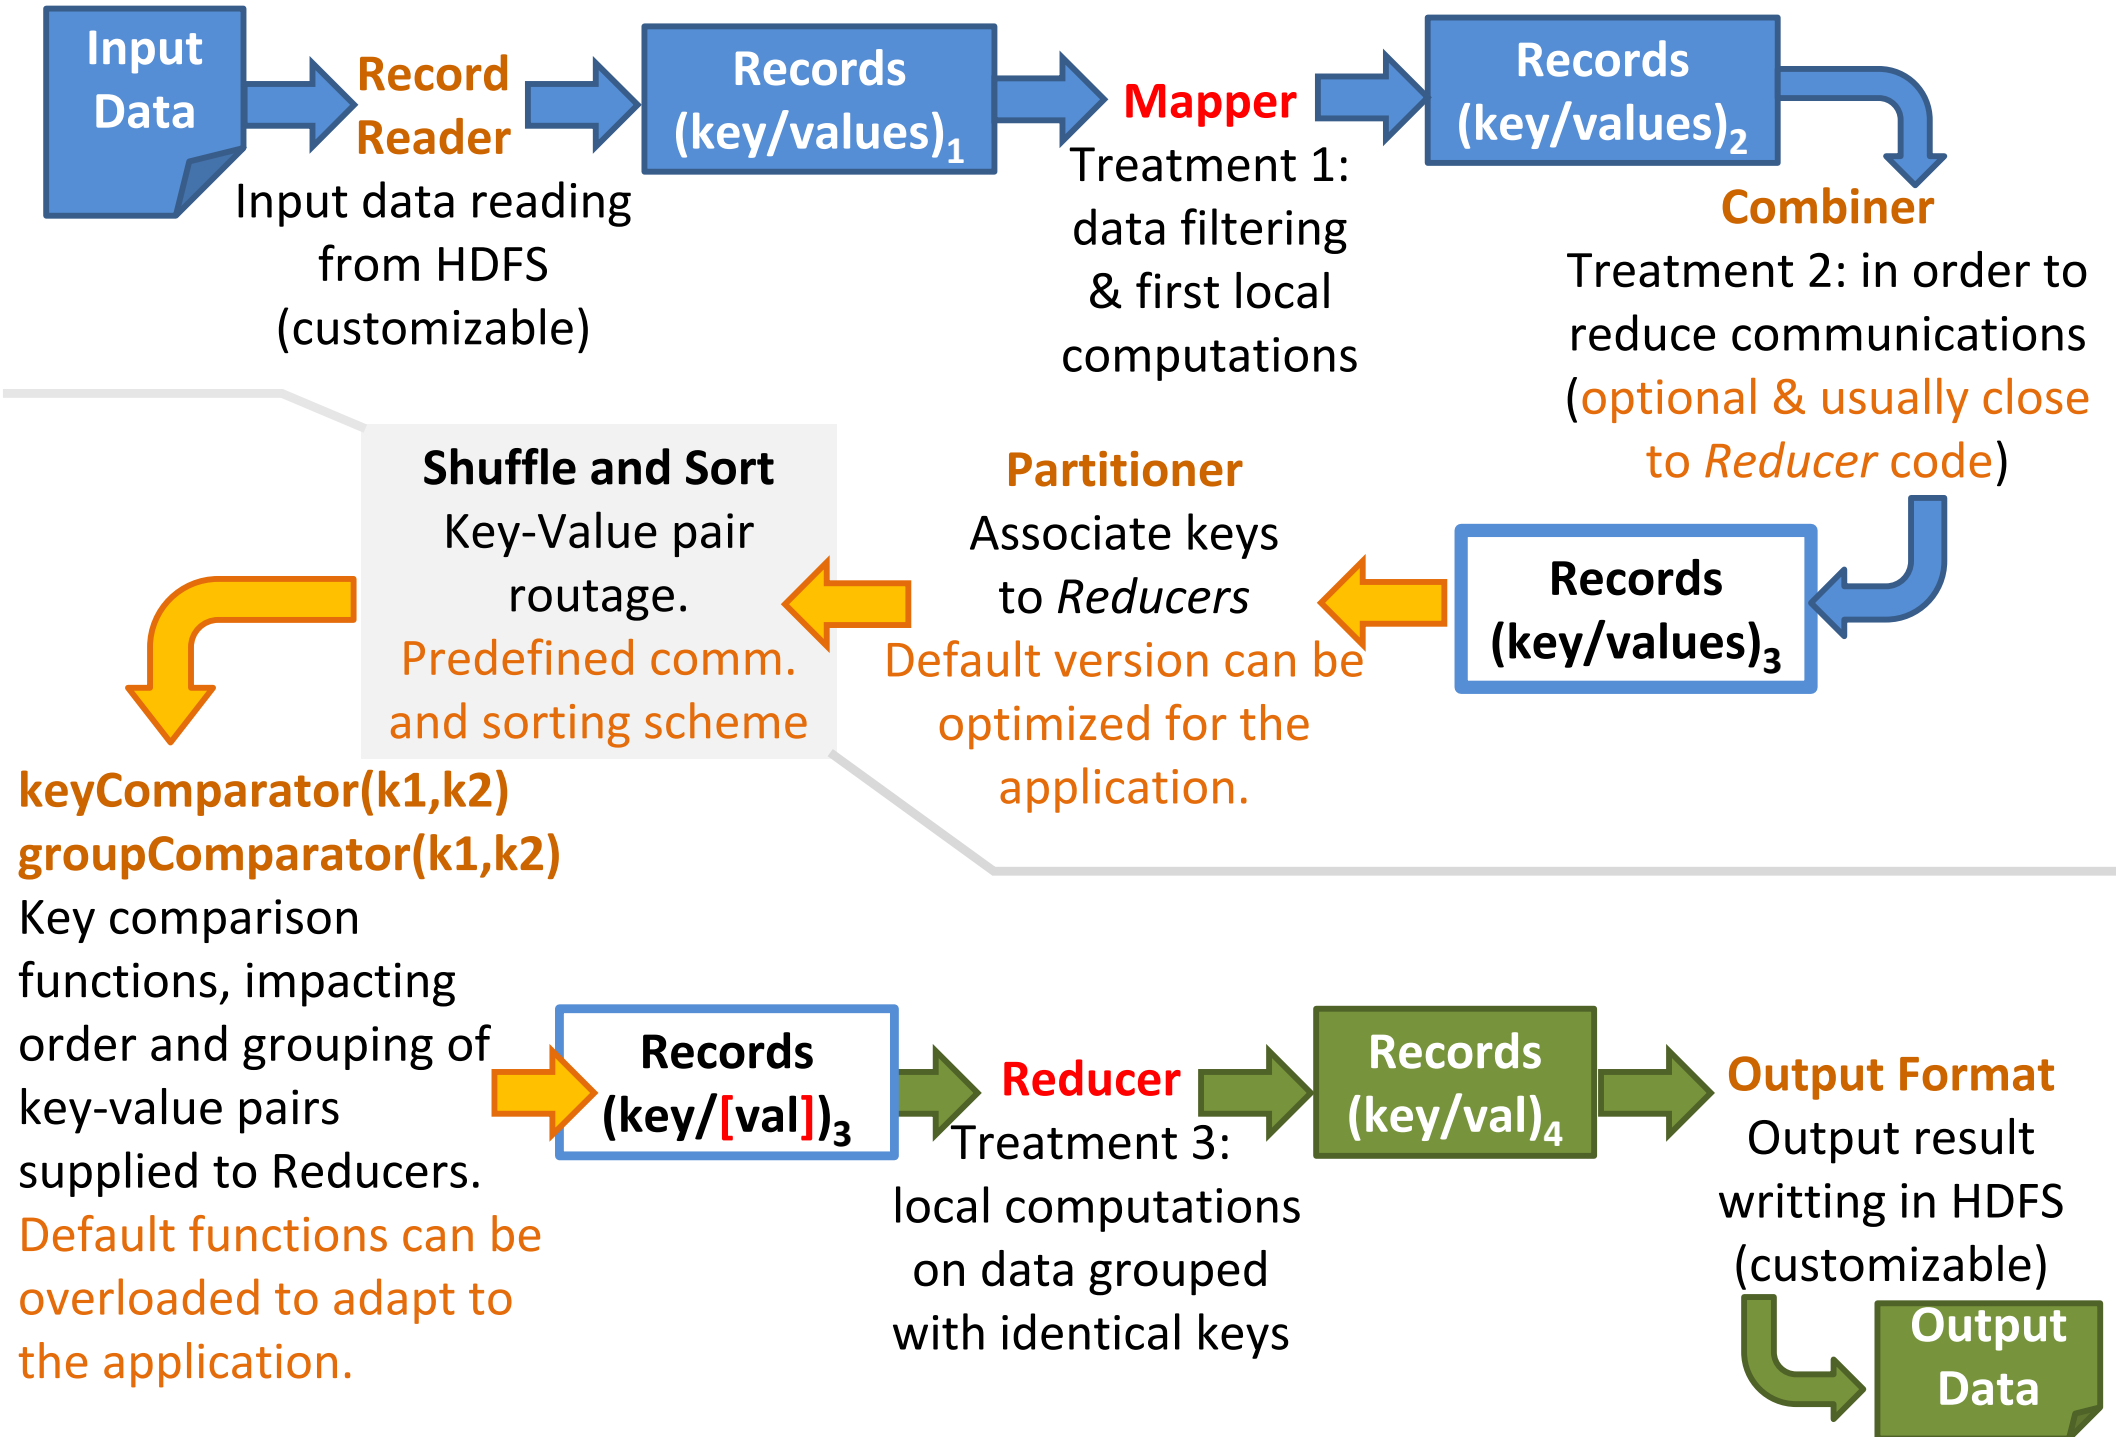 Input
Data
Record
Reader
Input data reading
from HDFS
(customizable)
Records
(key/values)1
Mapper
Treatment 1:
data filtering
& first local
computations
Records
(key/values)2
Combiner
Treatment 2: in order to
reduce communications
(optional & usually close
to Reducer code)
Records
(key/values)3
Partitioner
Associate keys
to Reducers
Default version can be
optimized for the
application.
Shuffle and Sort
Key-Value pair
routage.
Predefined comm.
and sorting scheme
keyComparator(k1,k2)
groupComparator(k1,k2)
Key comparison
functions, impacting
order and grouping of
key-value pairs
supplied to Reducers.
Default functions can be
overloaded to adapt to
the application.
Records
(key/[val])3
Reducer
Treatment 3:
local computations
on data grouped
with identical keys
Records
(key/val)4
Output Format
Output result
writting in HDFS
(customizable)
Output
Data